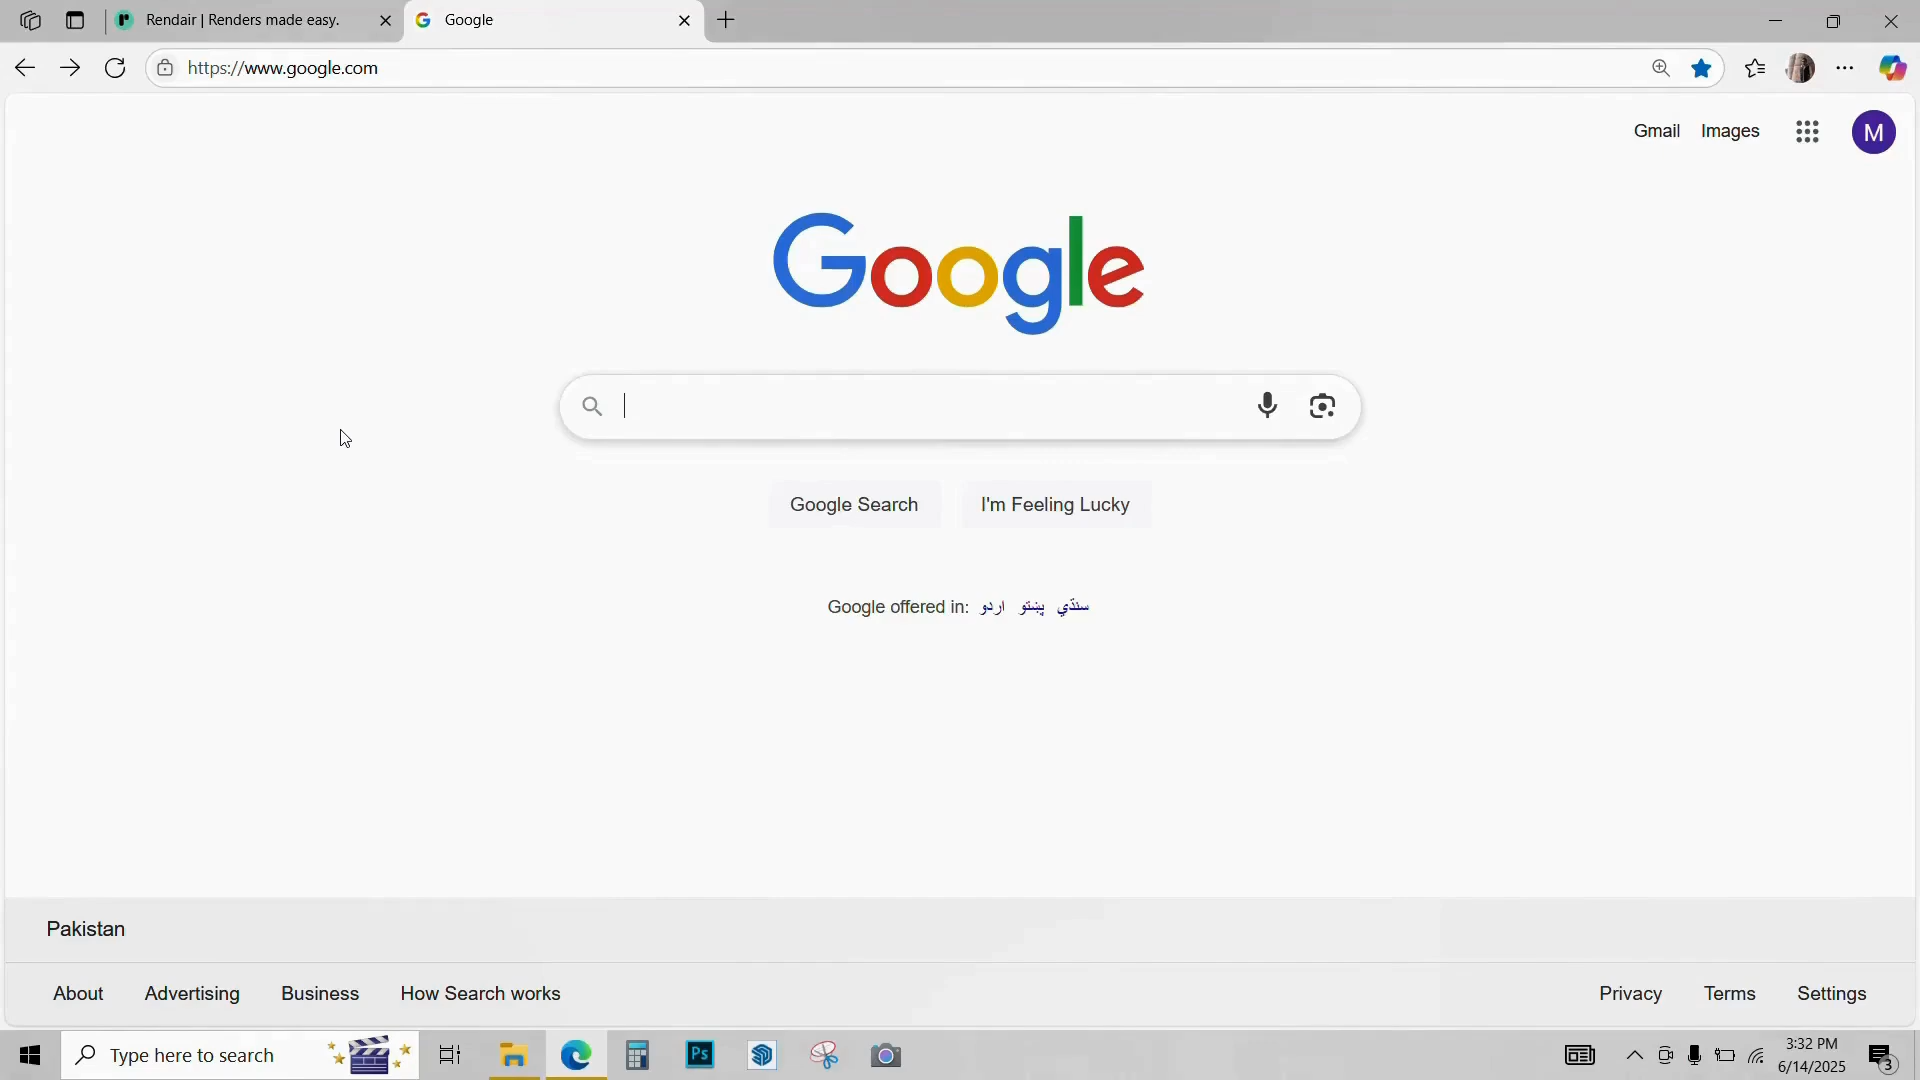 Rendair | Renders made easy.
Google
https://www.google.com
Gmail Images
M
Google
Google Search I'm Feeling Lucky
Google offered in: اردو پښتو سنڌي
Pakistan
About Advertising Business How Search works
Privacy Terms Settings
Type here to search
Ps
3:32 PM
6/14/2025
3